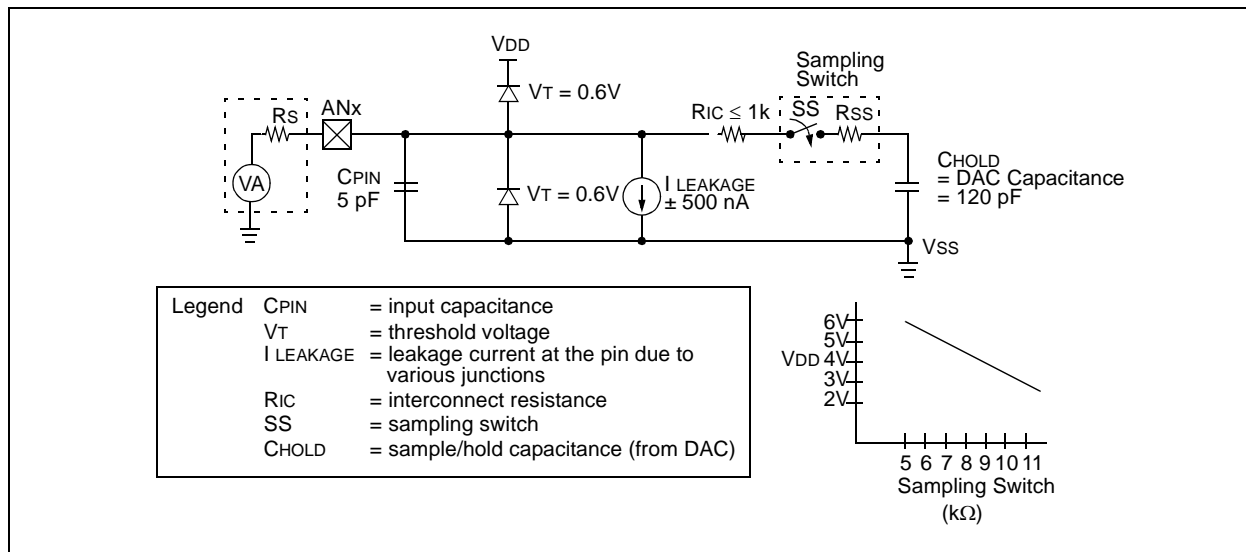 VDD
Sampling
Switch
VT = 0.6V
ANx
RS
RIC ≤ 1k
SS
RSS
VA
CPIN
5 pF
VT = 0.6V
I LEAKAGE
± 500 nA
CHOLD
= DAC Capacitance
= 120 pF
VSS
Legend CPIN = input capacitance
VT = threshold voltage
I LEAKAGE = leakage current at the pin due to
various junctions
RIC = interconnect resistance
SS = sampling switch
CHOLD = sample/hold capacitance (from DAC)
6V
5V
VDD 4V
3V
2V
5 6 7 8 9 10 11
Sampling Switch
(kΩ)